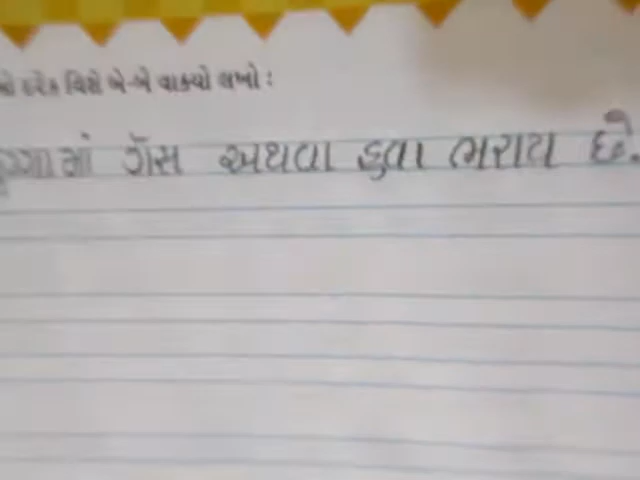 દરેક વિશે બે-બે વાક્યો લખો :
ગૅસ અથવા હવા ભરાય છે.